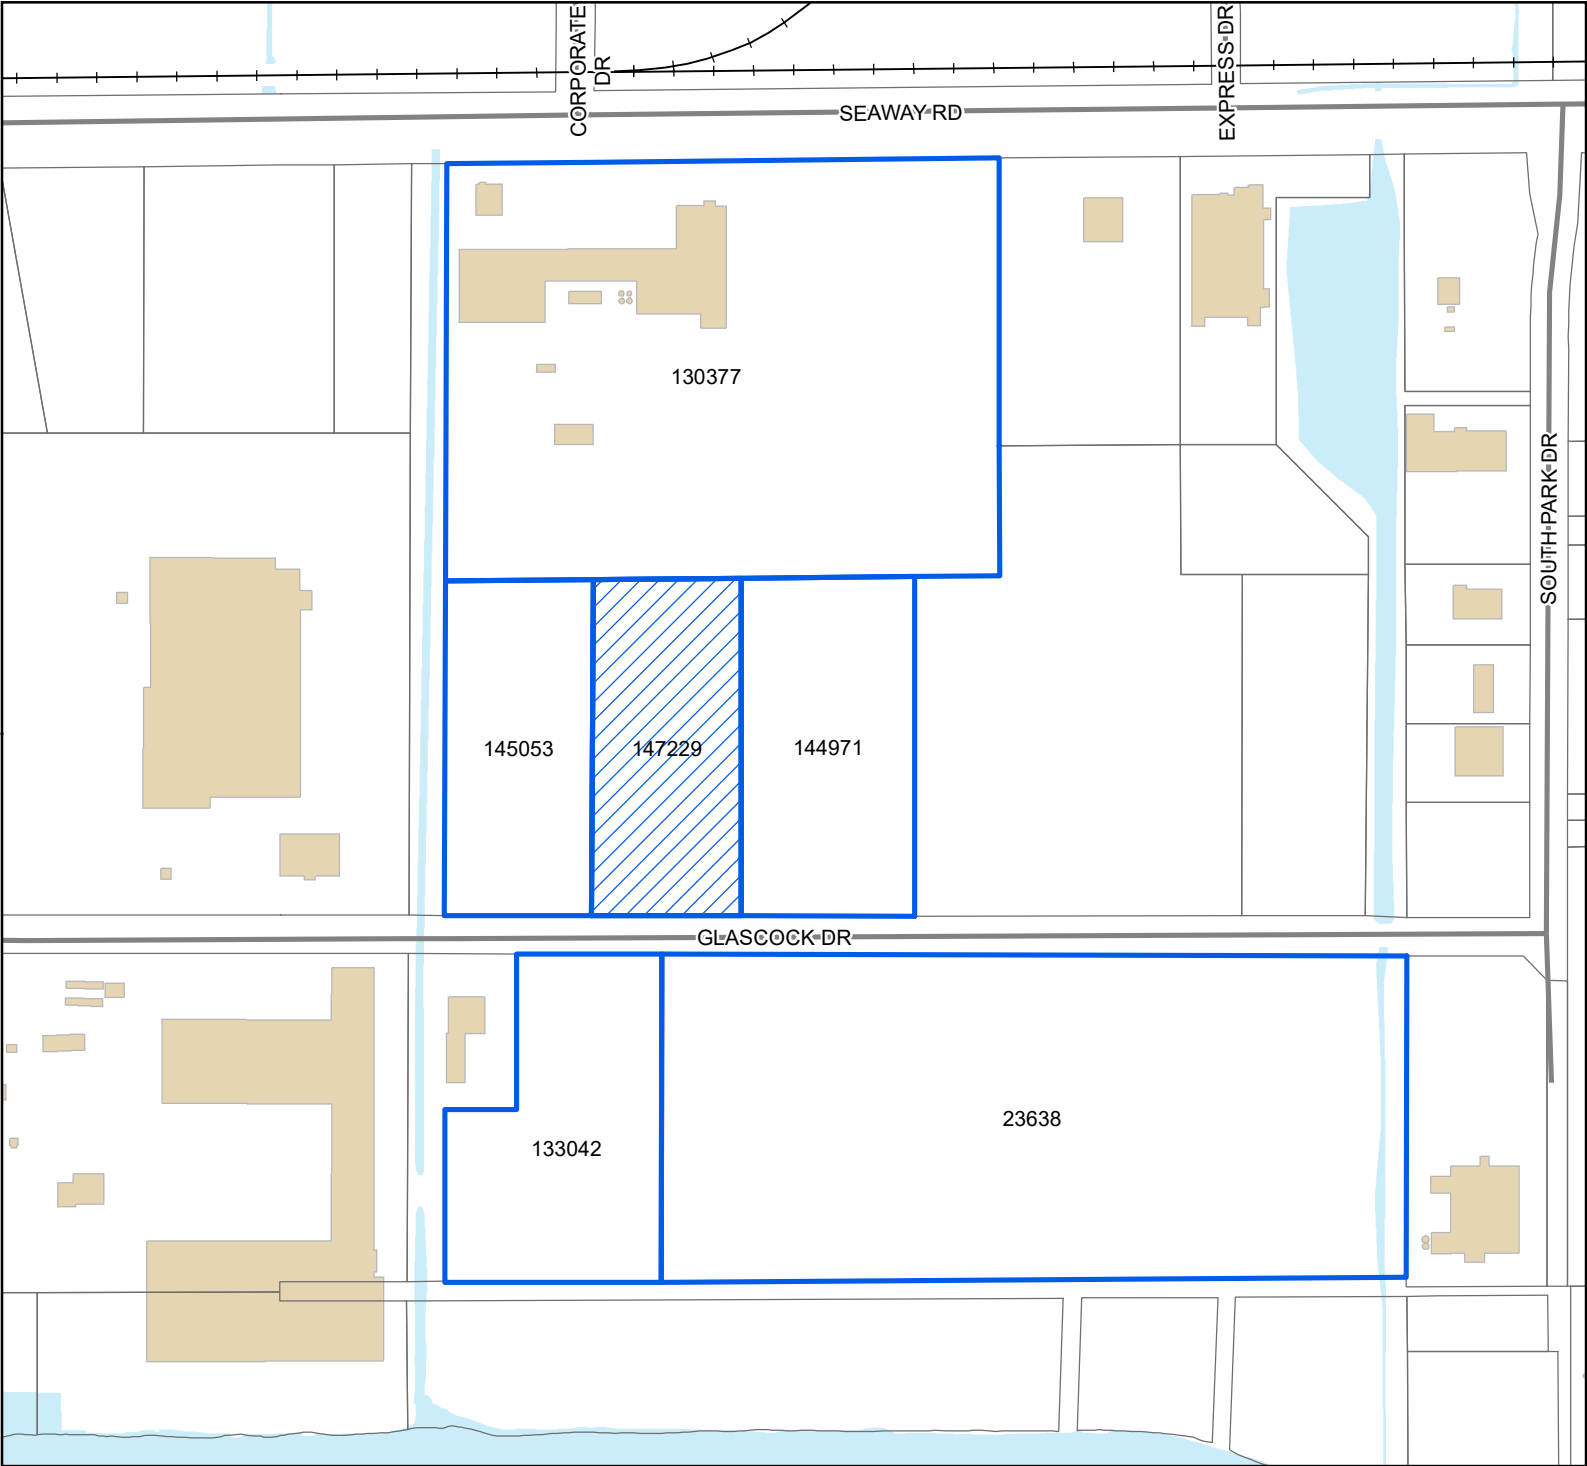 CORPORATE
DR
EXPRESS DR
SEAWAY RD
130377
SOUTH PARK DR
145053
147229
144971
GLASCOCK DR
133042
23638